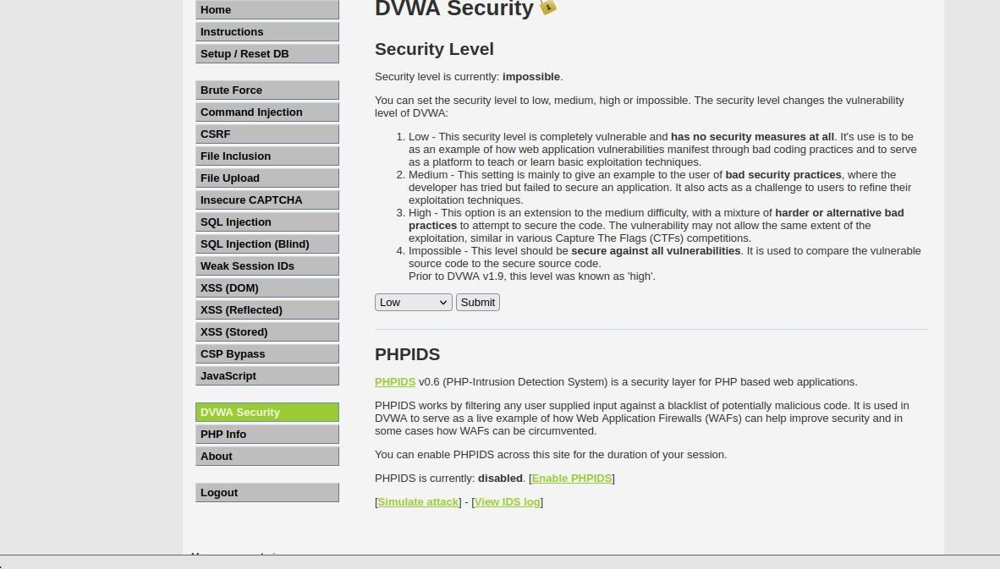 Home
Instructions
Setup / Reset DB
Brute Force
Command Injection
CSRF
File Inclusion
File Upload
Insecure CAPTCHA
SQL Injection
SQL Injection (Blind)
Weak Session IDs
XSS (DOM)
XSS (Reflected)
XSS (Stored)
CSP Bypass
JavaScript
DVWA Security
PHP Info
About
Logout
DVWA Security
Security Level
Security level is currently: impossible.
You can set the security level to low, medium, high or impossible. The security level changes the vulnerability
level of DVWA:
1. Low - This security level is completely vulnerable and has no security measures at all. It's use is to be
as an example of how web application vulnerabilities manifest through bad coding practices and to serve
as a platform to teach or learn basic exploitation techniques.
2. Medium - This setting is mainly to give an example to the user of bad security practices, where the
developer has tried but failed to secure an application. It also acts as a challenge to users to refine their
exploitation techniques.
3. High - This option is an extension to the medium difficulty, with a mixture of harder or alternative bad
practices to attempt to secure the code. The vulnerability may not allow the same extent of the
exploitation, similar in various Capture The Flags (CTFs) competitions.
4. Impossible - This level should be secure against all vulnerabilities. It is used to compare the vulnerable
source code to the secure source code.
Prior to DVWA v1.9, this level was known as 'high'.
Low Submit
PHPIDS
PHPIDS v0.6 (PHP-Intrusion Detection System) is a security layer for PHP based web applications.
PHPIDS works by filtering any user supplied input against a blacklist of potentially malicious code. It is used in
DVWA to serve as a live example of how Web Application Firewalls (WAFs) can help improve security and in
some cases how WAFs can be circumvented.
You can enable PHPIDS across this site for the duration of your session.
PHPIDS is currently: disabled. [Enable PHPIDS]
[Simulate attack] - [View IDS log]